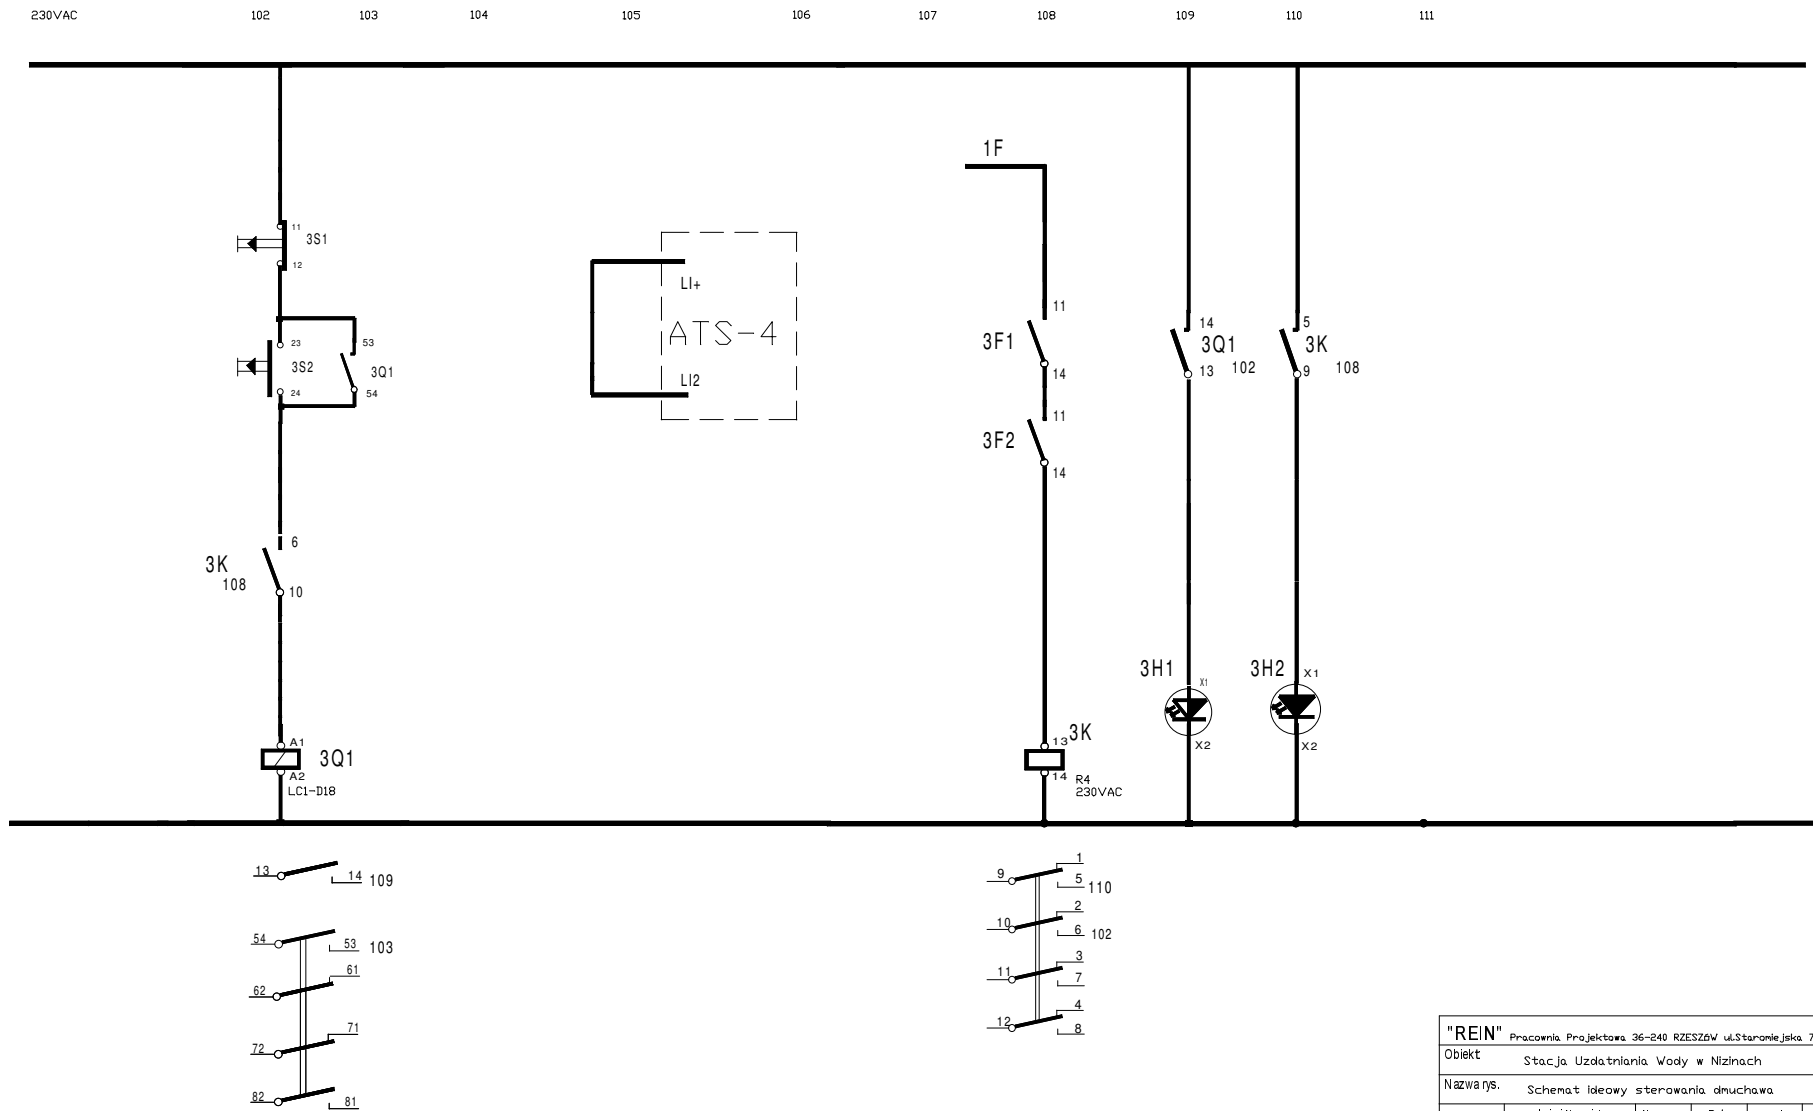 230VAC 102 103 104 105 106 107 108 109 110 111
1F
11
3S1
12
LI+
ATS-4
LI2
23
3S2
24
53
3Q1
54
11
3F1
14
11
3F2
14
14
3Q1
13 102
5
3K
9 108
6
3K
108
10
3H1
X1
X2
3H2
X1
X2
A1
3Q1
A2
LC1-D18
13 3K
14 R4
230VAC
13 14 109
54 53 103
61
62
71
72
82 81
1
9 5 110
2
10 6 102
3
11 7
4
12 8
"REIN" Pracownia Projektowa 36-240 RZESZÓW ul.Staromiejska 7
Obiekt Stacja Uzdatniania Wody w Nizinach
Nazwa rys. Schemat ideowy sterowania dmuchawa